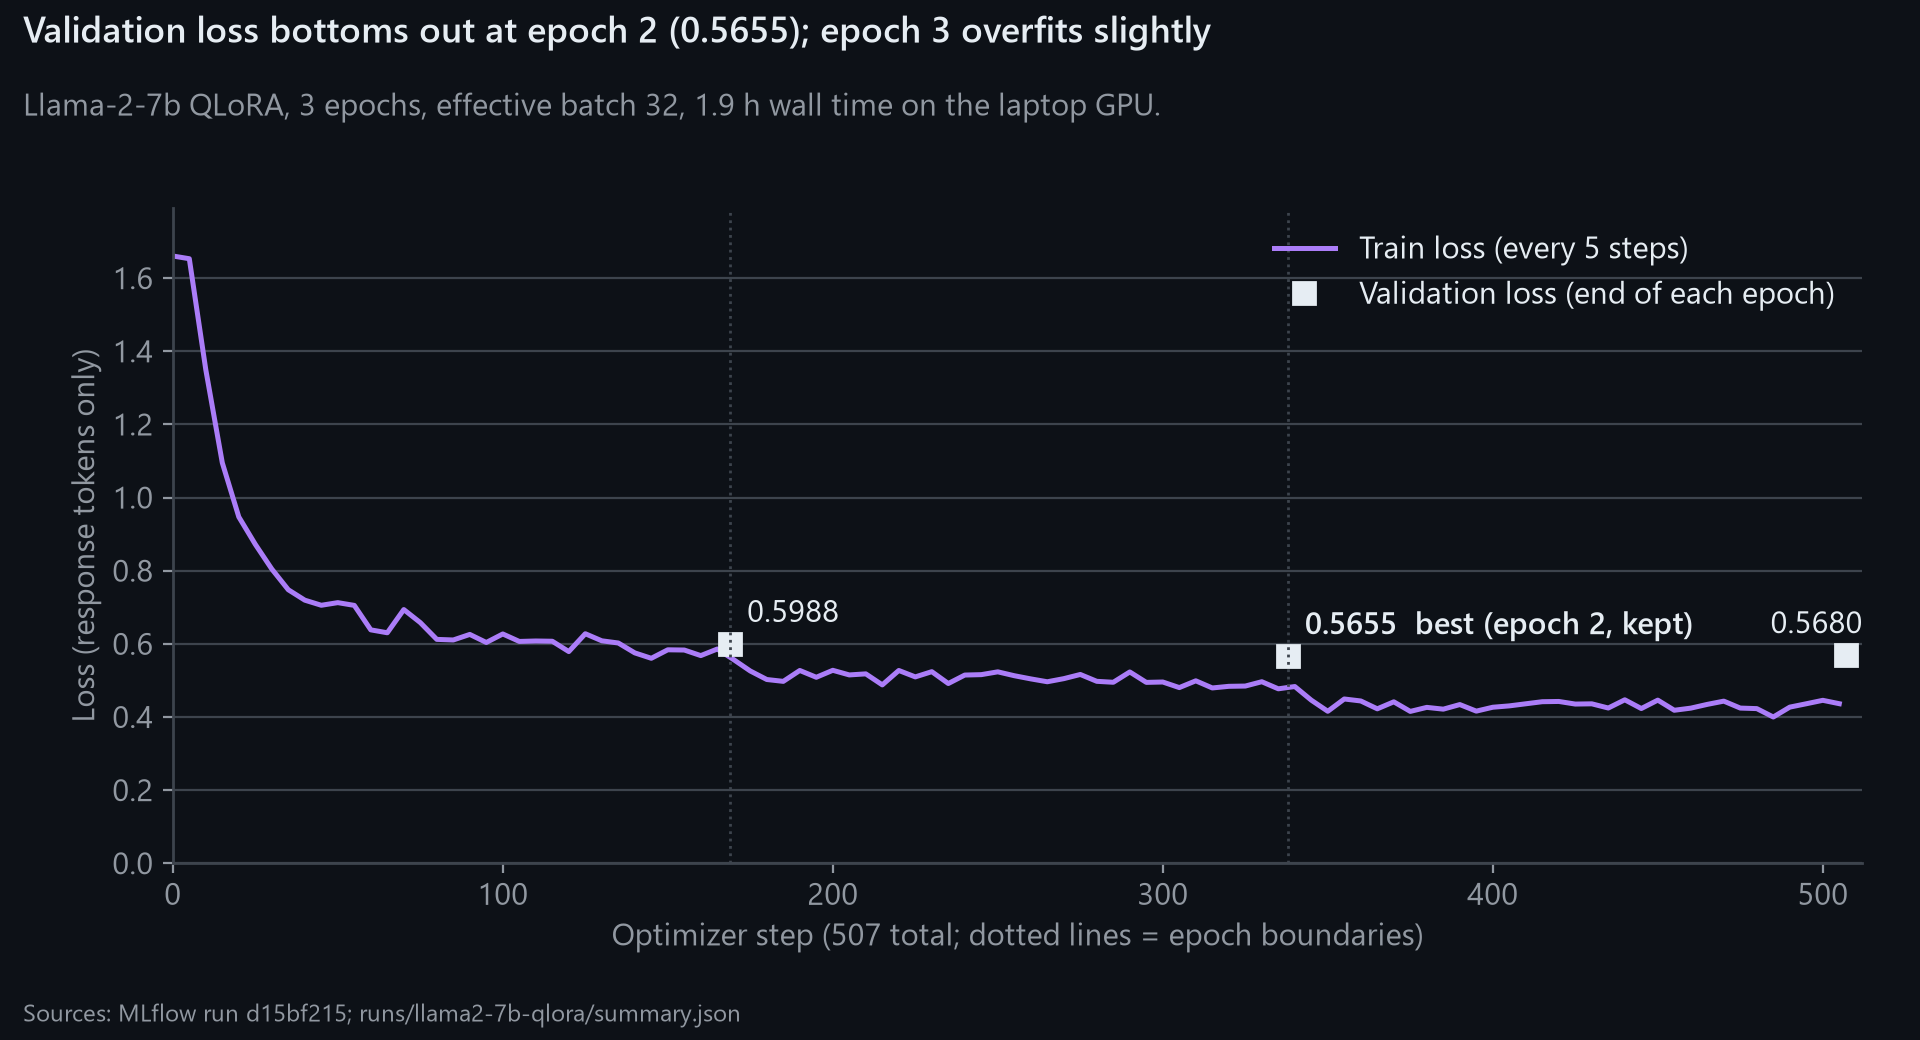 Validation loss bottoms out at epoch 2 (0.5655); epoch 3 overfits slightly
Llama-2-7b QLoRA, 3 epochs, effective batch 32, 1.9 h wall time on the laptop GPU.
Train loss (every 5 steps)
Validation loss (end of each epoch)
Loss (response tokens only)
1.6
1.4
1.2
1.0
0.8
0.6
0.4
0.2
0.0
0.5988
0.5655 best (epoch 2, kept)
0.5680
0 100 200 300 400 500
Optimizer step (507 total; dotted lines = epoch boundaries)
Sources: MLflow run d15bf215; runs/llama2-7b-qlora/summary.json